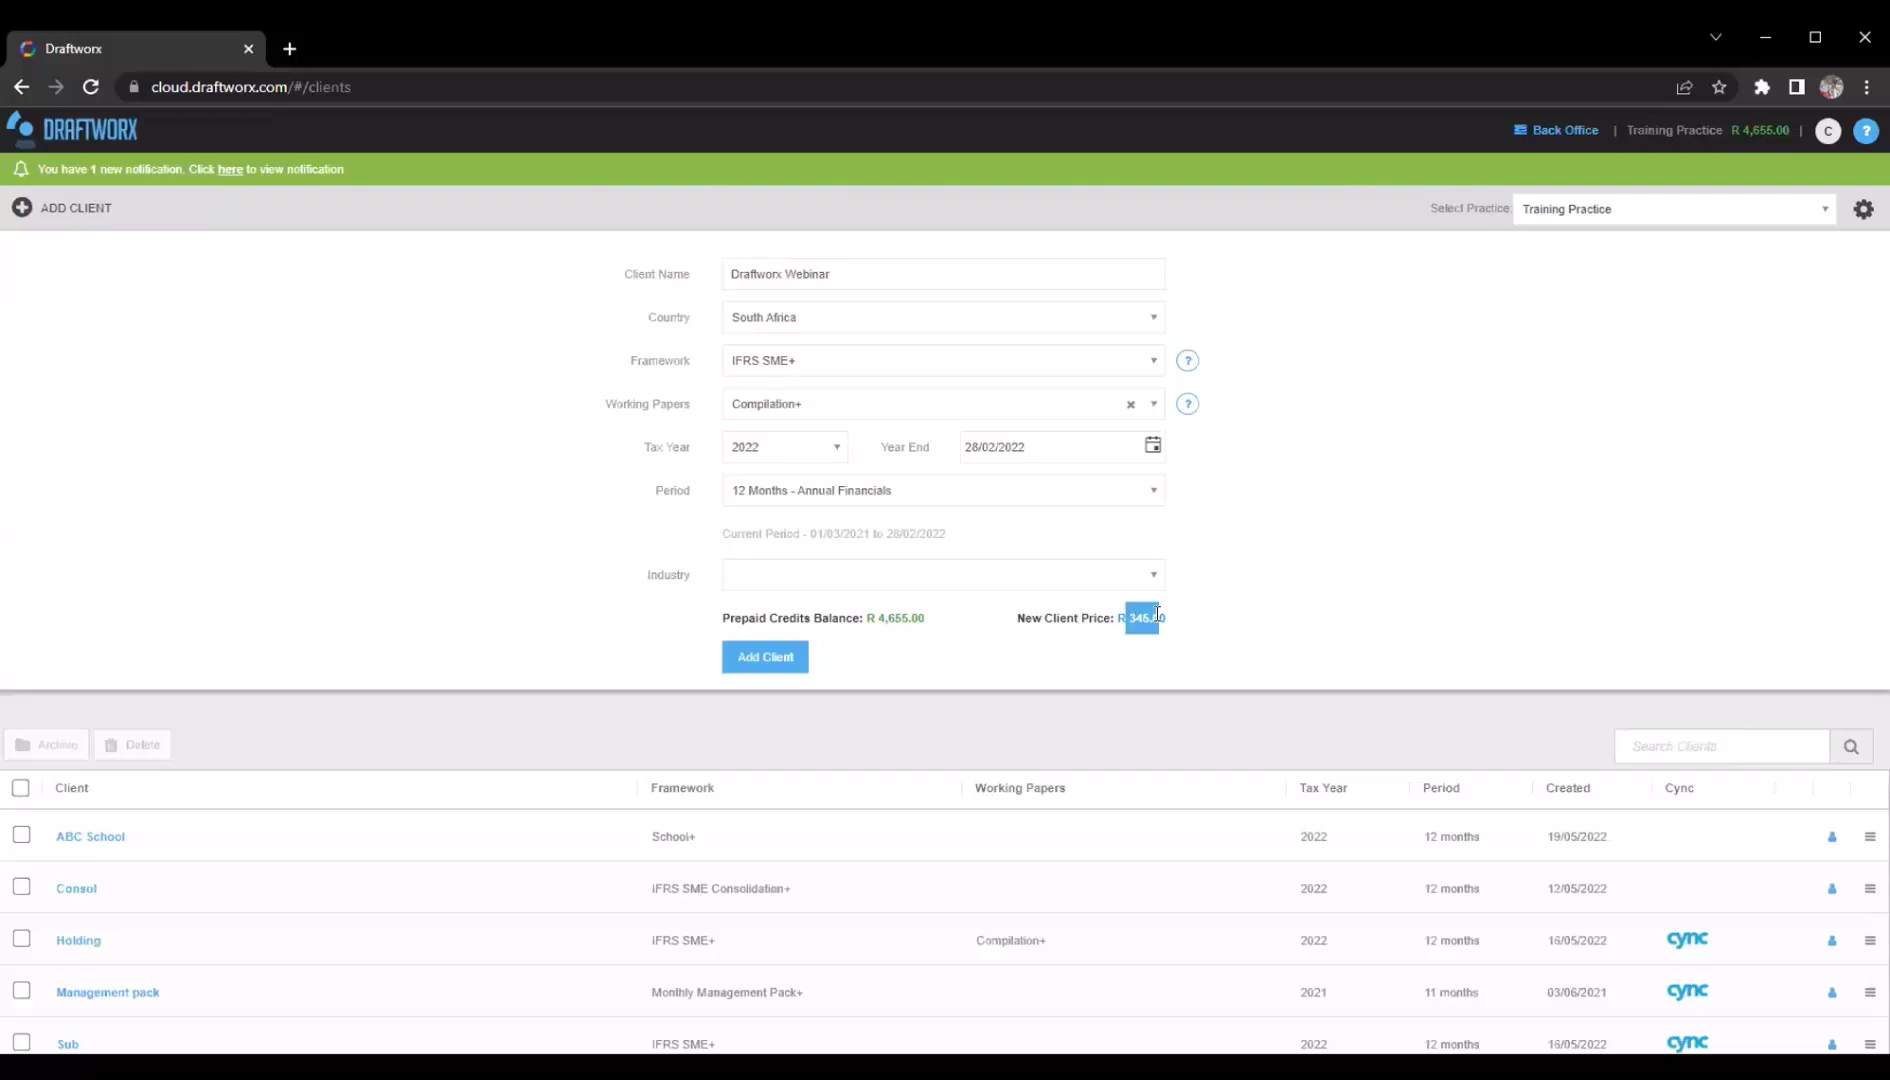 Draftworx
cloud.draftworx.com/#/clients
DRAFTWORX
Back Office | Training Practice R 4,655.00 | C ?
You have 1 new notification. Click here to view notification
ADD CLIENT
Select Practice: Training Practice
Client Name Draftworx Webinar
Country South Africa
Framework IFRS SME+ ?
Working Papers Compilation+ ?
Tax Year 2022 Year End 28/02/2022
Period 12 Months - Annual Financials
Current Period - 01/03/2021 to 28/02/2022
Industry
Prepaid Credits Balance: R 4,655.00 New Client Price: R 345.00
Add Client
Archive Delete Search Clients
Client Framework Working Papers Tax Year Period Created Cync
ABC School School+ 2022 12 months 19/05/2022
Consol IFRS SME Consolidation+ 2022 12 months 12/05/2022
Holding IFRS SME+ Compilation+ 2022 12 months 16/05/2022 cync
Management pack Monthly Management Pack+ 2021 11 months 03/06/2021 cync
Sub IFRS SME+ 2022 12 months 16/05/2022 cync